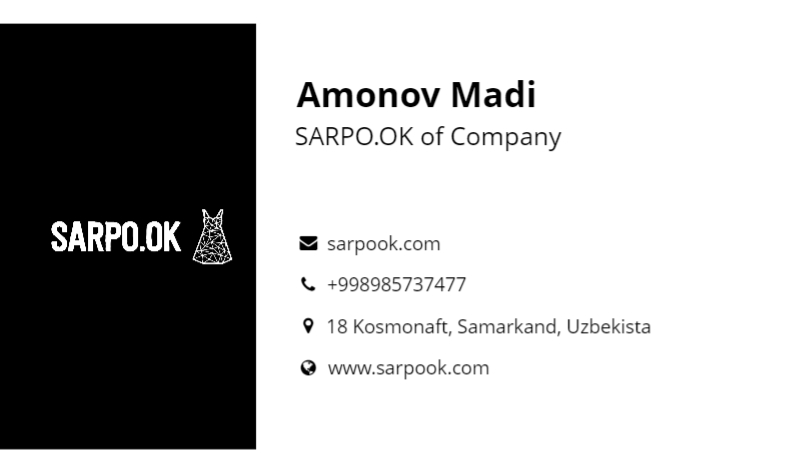 Amonov Madi
SARPO.OK of Company
SARPO.OK
sarpook.com
+998985737477
18 Kosmonaft, Samarkand, Uzbekista
www.sarpook.com